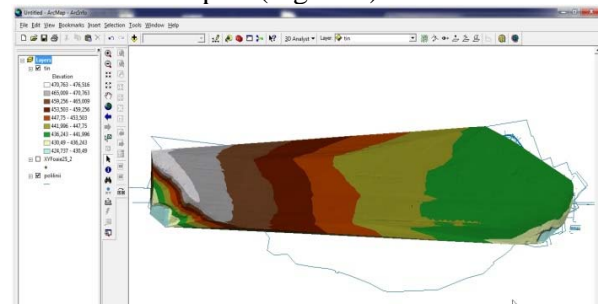 Untitled - ArcMap - ArcInfo
File Edit View Bookmarks Insert Selection Tools Window Help
3D Analyst Layer: tin
Layers
tin
Elevation
470,763 - 476,516
465,009 - 470,763
459,256 - 465,009
453,503 - 459,256
447,75 - 453,503
441,996 - 447,75
436,243 - 441,996
430,49 - 436,243
424,737 - 430,49